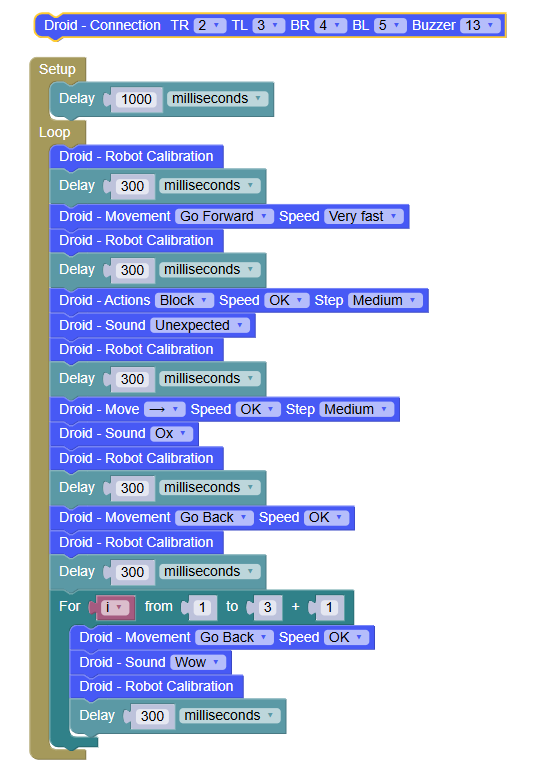 Droid - Connection TR 2 TL 3 BR 4 BL 5 Buzzer 13
Setup
Delay 1000 milliseconds
Loop
Droid - Robot Calibration
Delay 300 milliseconds
Droid - Movement Go Forward Speed Very fast
Droid - Robot Calibration
Delay 300 milliseconds
Droid - Actions Block Speed OK Step Medium
Droid - Sound Unexpected
Droid - Robot Calibration
Delay 300 milliseconds
Droid - Move → Speed OK Step Medium
Droid - Sound Ox
Droid - Robot Calibration
Delay 300 milliseconds
Droid - Movement Go Back Speed OK
Droid - Robot Calibration
Delay 300 milliseconds
For i from 1 to 3 + 1
Droid - Movement Go Back Speed OK
Droid - Sound Wow
Droid - Robot Calibration
Delay 300 milliseconds